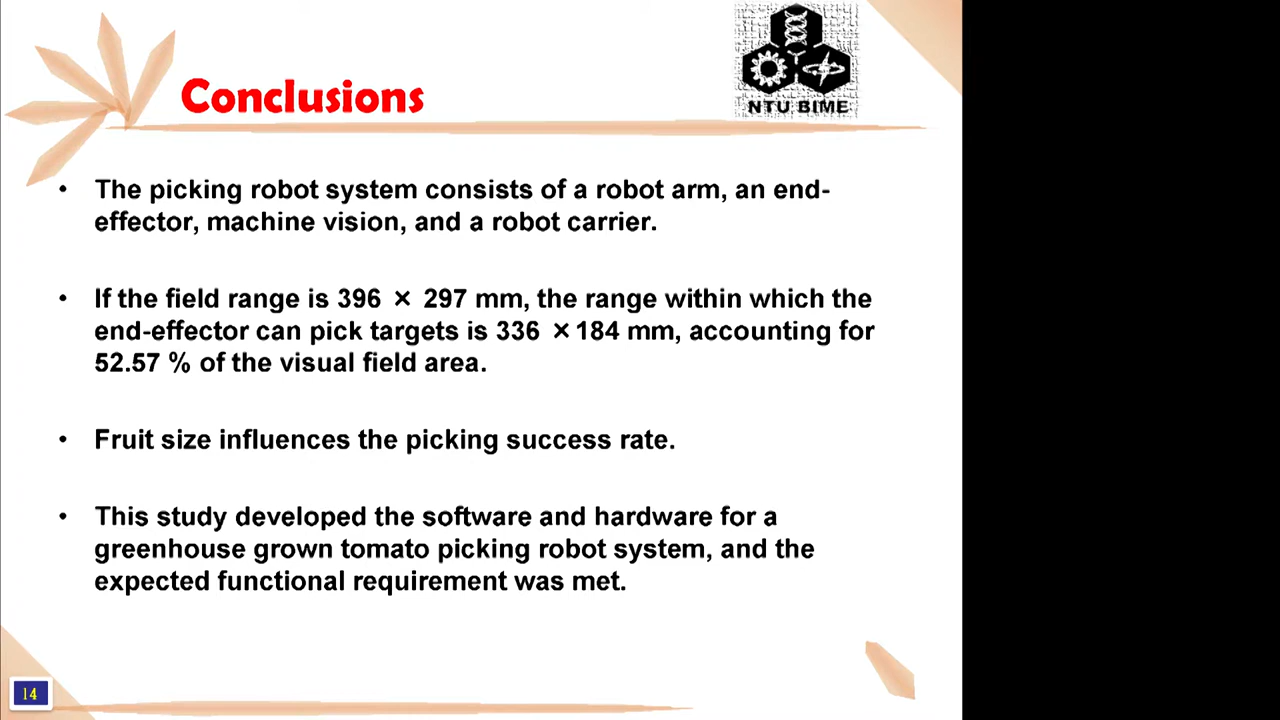 NTU BIME
Conclusions
• The picking robot system consists of a robot arm, an end-
effector, machine vision, and a robot carrier.
• If the field range is 396 × 297 mm, the range within which the
end-effector can pick targets is 336 ×184 mm, accounting for
52.57 % of the visual field area.
• Fruit size influences the picking success rate.
• This study developed the software and hardware for a
greenhouse grown tomato picking robot system, and the
expected functional requirement was met.
14